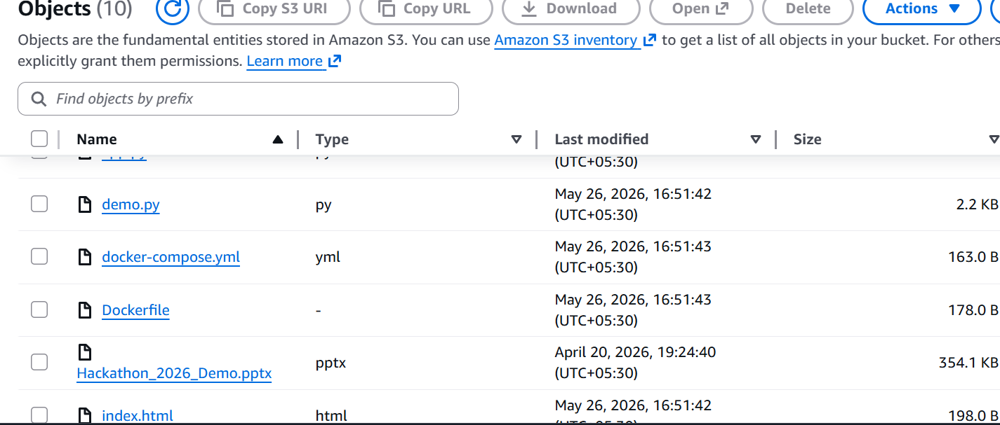 Objects (10) Copy S3 URI Copy URL Download Open Delete Actions
Objects are the fundamental entities stored in Amazon S3. You can use Amazon S3 inventory to get a list of all objects in your bucket. For others
explicitly grant them permissions. Learn more
Find objects by prefix
Name Type Last modified Size
(UTC+05:30)
demo.py py May 26, 2026, 16:51:42 2.2 KB
(UTC+05:30)
docker-compose.yml yml May 26, 2026, 16:51:43 163.0 B
(UTC+05:30)
Dockerfile - May 26, 2026, 16:51:43 178.0 B
(UTC+05:30)
Hackathon_2026_Demo.pptx pptx April 20, 2026, 19:24:40 354.1 KB
(UTC+05:30)
index.html html May 26, 2026, 16:51:42 198.0 B